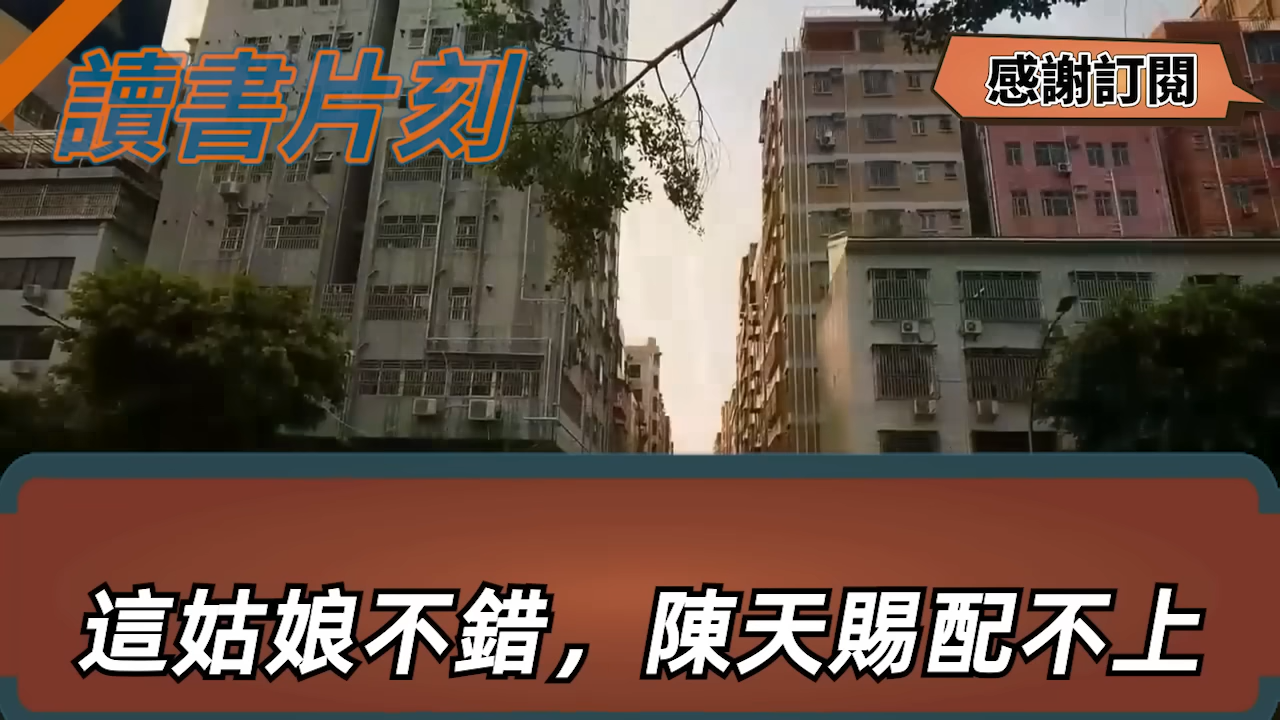 讀書片刻
感謝訂閱
這姑娘不錯，陳天賜配不上